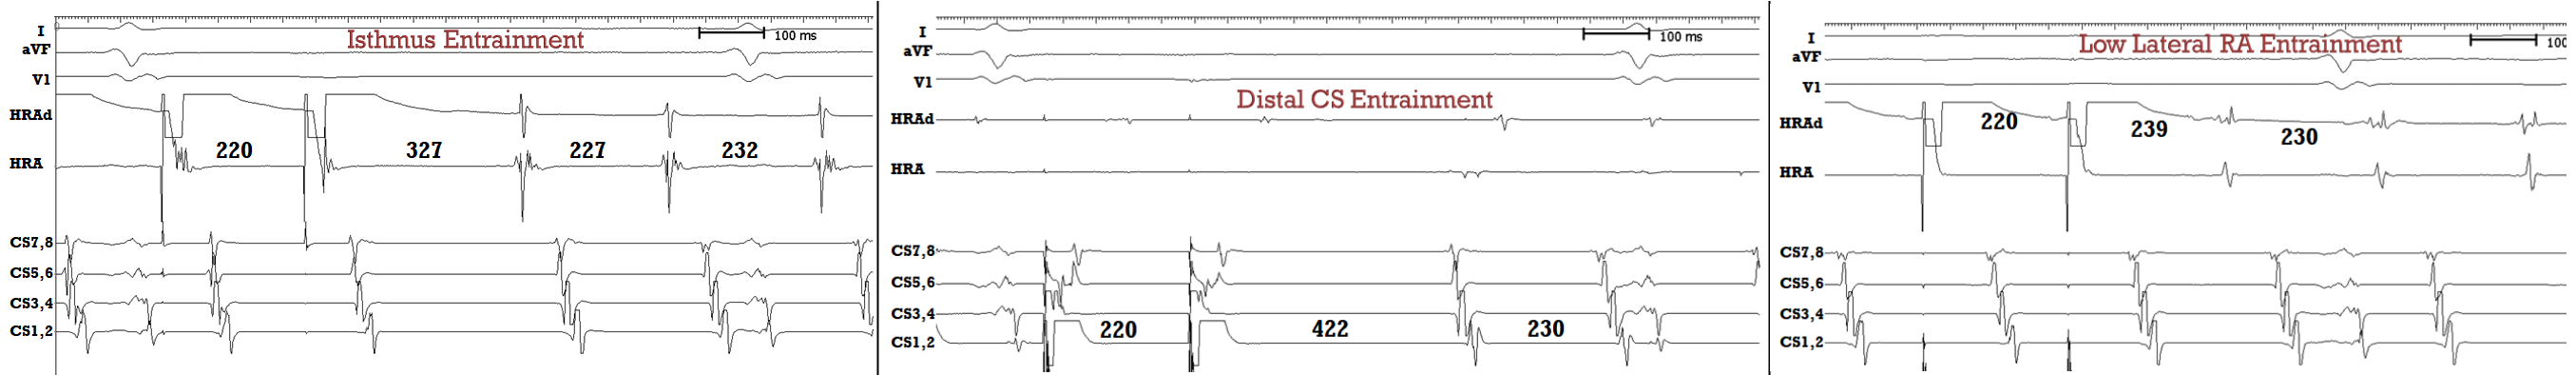 I
Isthmus Entrainment
100 ms
aVF
V1
HRAd
220
327
227
232
HRA
CS7,8
CS5,6
CS3,4
CS1,2
I
100 ms
aVF
V1
Distal CS Entrainment
HRAd
HRA
CS7,8
CS5,6
CS3,4
220
422
230
CS1,2
I
Low Lateral RA Entrainment
100
aVF
V1
HRAd
220
239
230
HRA
CS7,8
CS5,6
CS3,4
CS1,2